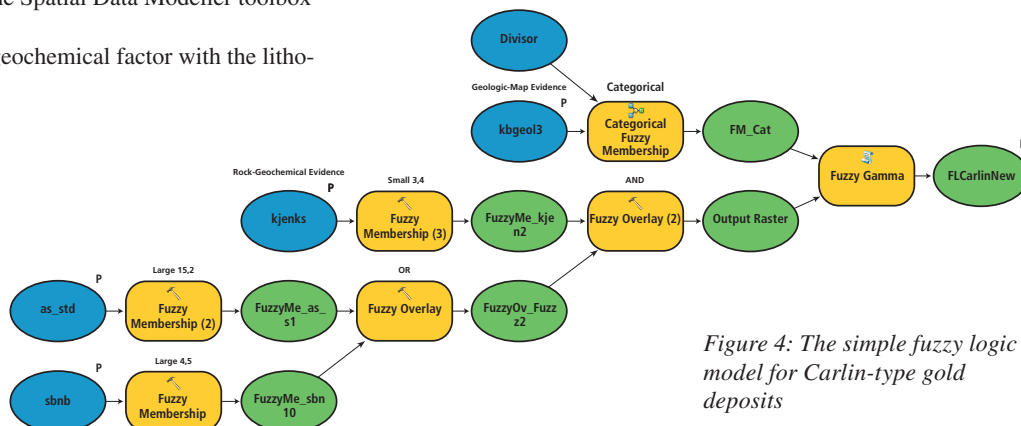 e Spatial Data Modeller toolbox
geochemical factor with the litho-
Divisor
Geologic-Map Evidence
P
Categorical
kbgeol3
Categorical
Fuzzy
Membership
FM_Cat
Fuzzy Gamma
FLCarlinNew
Rock-Geochemical Evidence
P
Small 3,4
AND
kjenks
Fuzzy
Membership (3)
FuzzyMe_kje
n2
Fuzzy Overlay (2)
Output Raster
P
Large 15,2
OR
as_std
Fuzzy
Membership (2)
FuzzyMe_as_
s1
Fuzzy Overlay
FuzzyOv_Fuzz
z2
P
Large 4,5
sbnb
Fuzzy
Membership
FuzzyMe_sbn
10
Figure 4: The simple fuzzy logic
model for Carlin-type gold
deposits